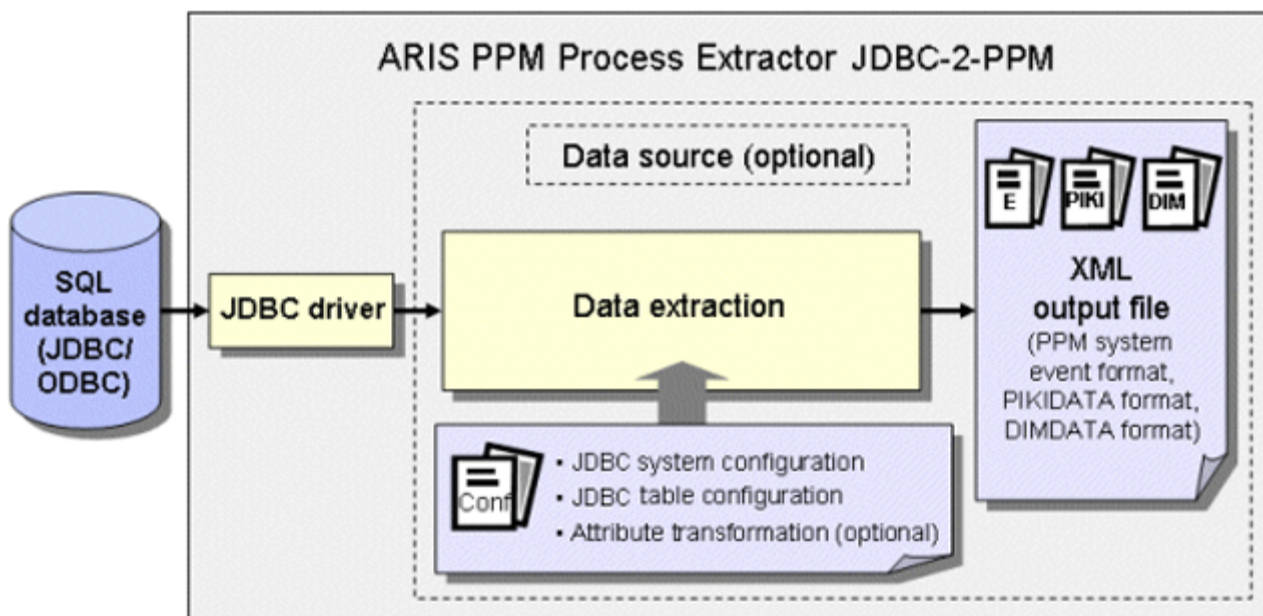 ARIS PPM Process Extractor JDBC-2-PPM
Data source (optional)
SQL
database
(JDBC/
ODBC)
JDBC driver
Data extraction
E
PIKI
DIM
XML
output file
(PPM system
event format,
PIKIDATA format,
DIMDATA format)
Conf
• JDBC system configuration
• JDBC table configuration
• Attribute transformation (optional)